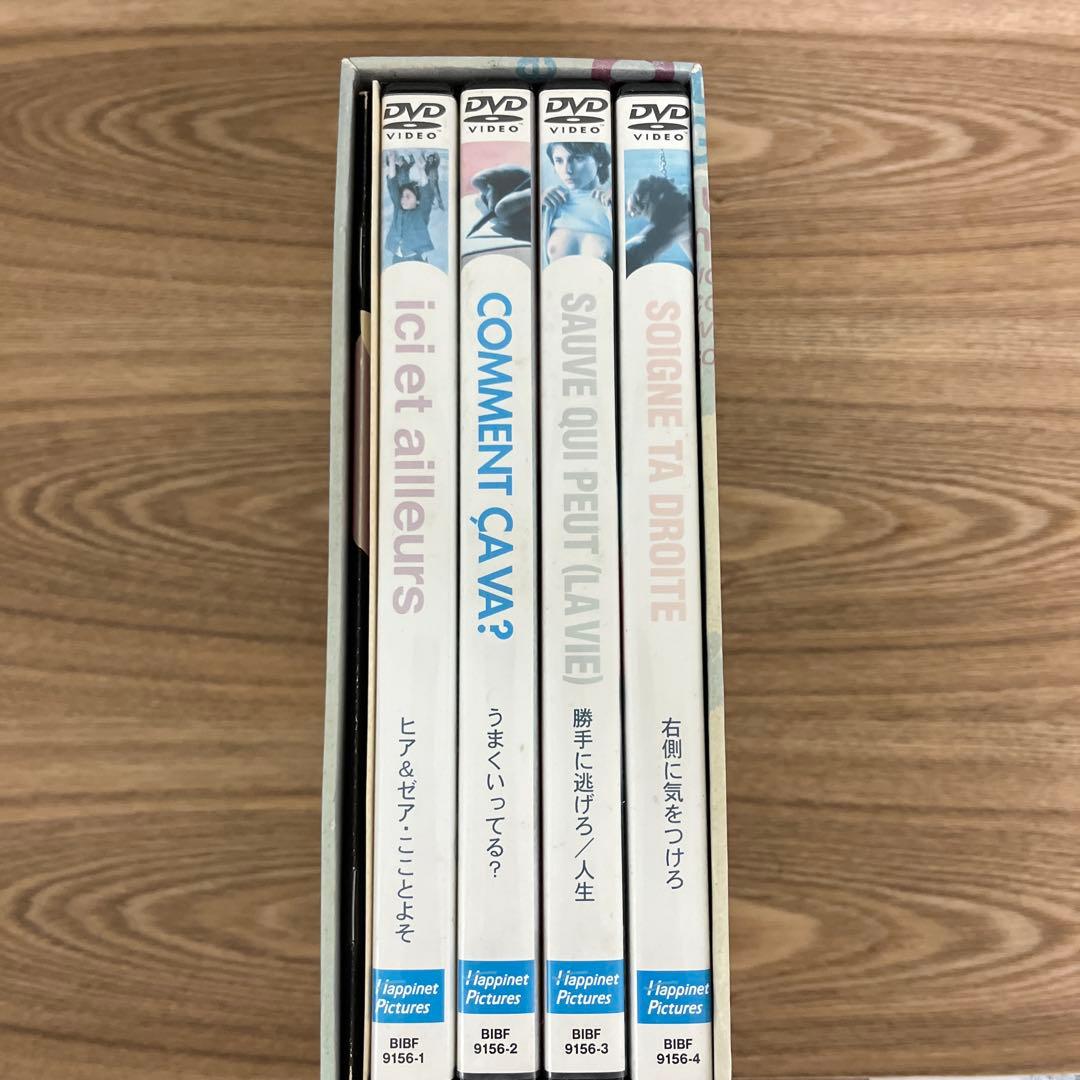 DVD
VIDEO
ici et ailleurs
ヒア&ゼア・こことよそ
Happinet
Pictures
BIBF
9156-1
DVD
VIDEO
COMMENT ÇA VA?
うまくいってる?
Happinet
Pictures
BIBF
9156-2
DVD
VIDEO
SAUVE QUI PEUT (LA VIE)
勝手に逃げろ/人生
Happinet
Pictures
BIBF
9156-3
DVD
VIDEO
SOIGNE TA DROITE
右側に気をつけろ
Happinet
Pictures
BIBF
9156-4